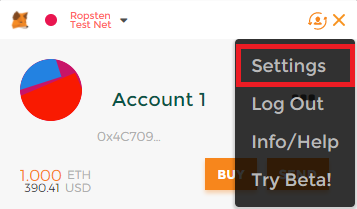 Ropsten
Test Net
Account 1
0x4C709...
1.000 ETH
390.41 USD
BUY
Settings
Log Out
Info/Help
Try Beta!